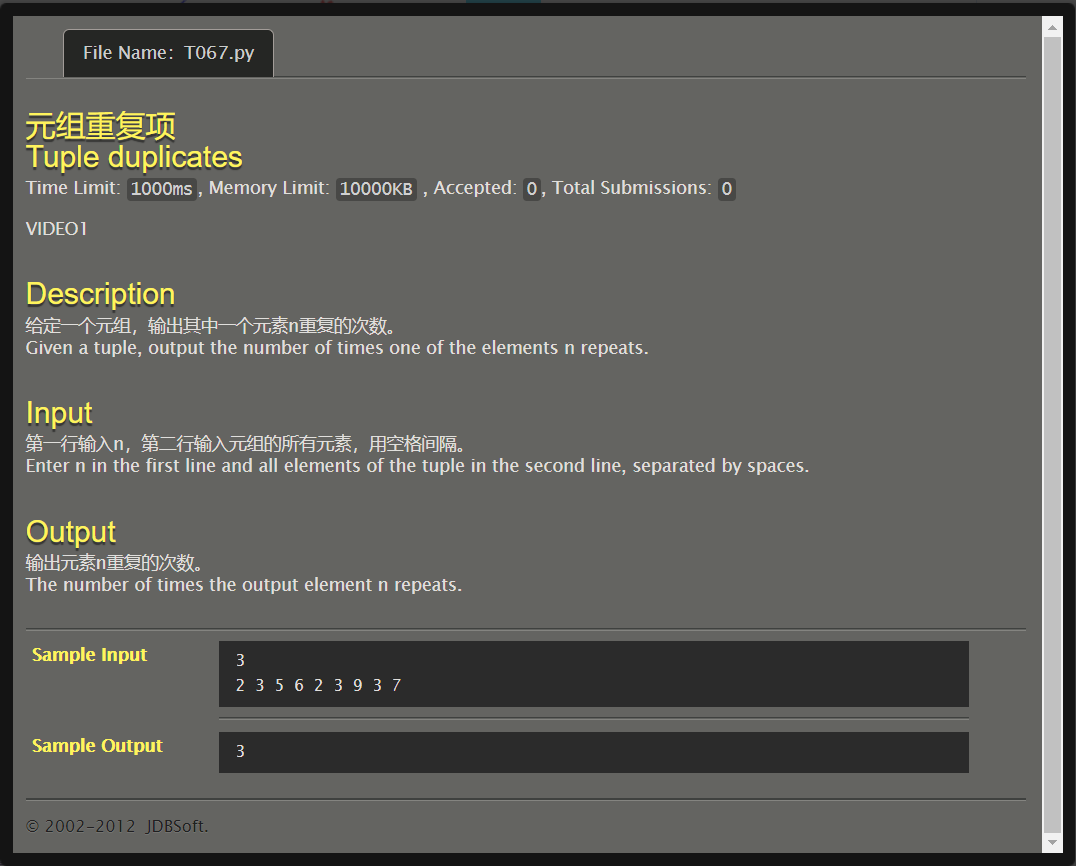 File Name：T067.py
元组重复项
Tuple duplicates
Time Limit: 1000ms, Memory Limit: 10000KB , Accepted: 0, Total Submissions: 0
VIDEO1
Description
给定一个元组，输出其中一个元素n重复的次数。
Given a tuple, output the number of times one of the elements n repeats.
Input
第一行输入n，第二行输入元组的所有元素，用空格间隔。
Enter n in the first line and all elements of the tuple in the second line, separated by spaces.
Output
输出元素n重复的次数。
The number of times the output element n repeats.
Sample Input
3
2 3 5 6 2 3 9 3 7
Sample Output
3
© 2002-2012 JDBSoft.